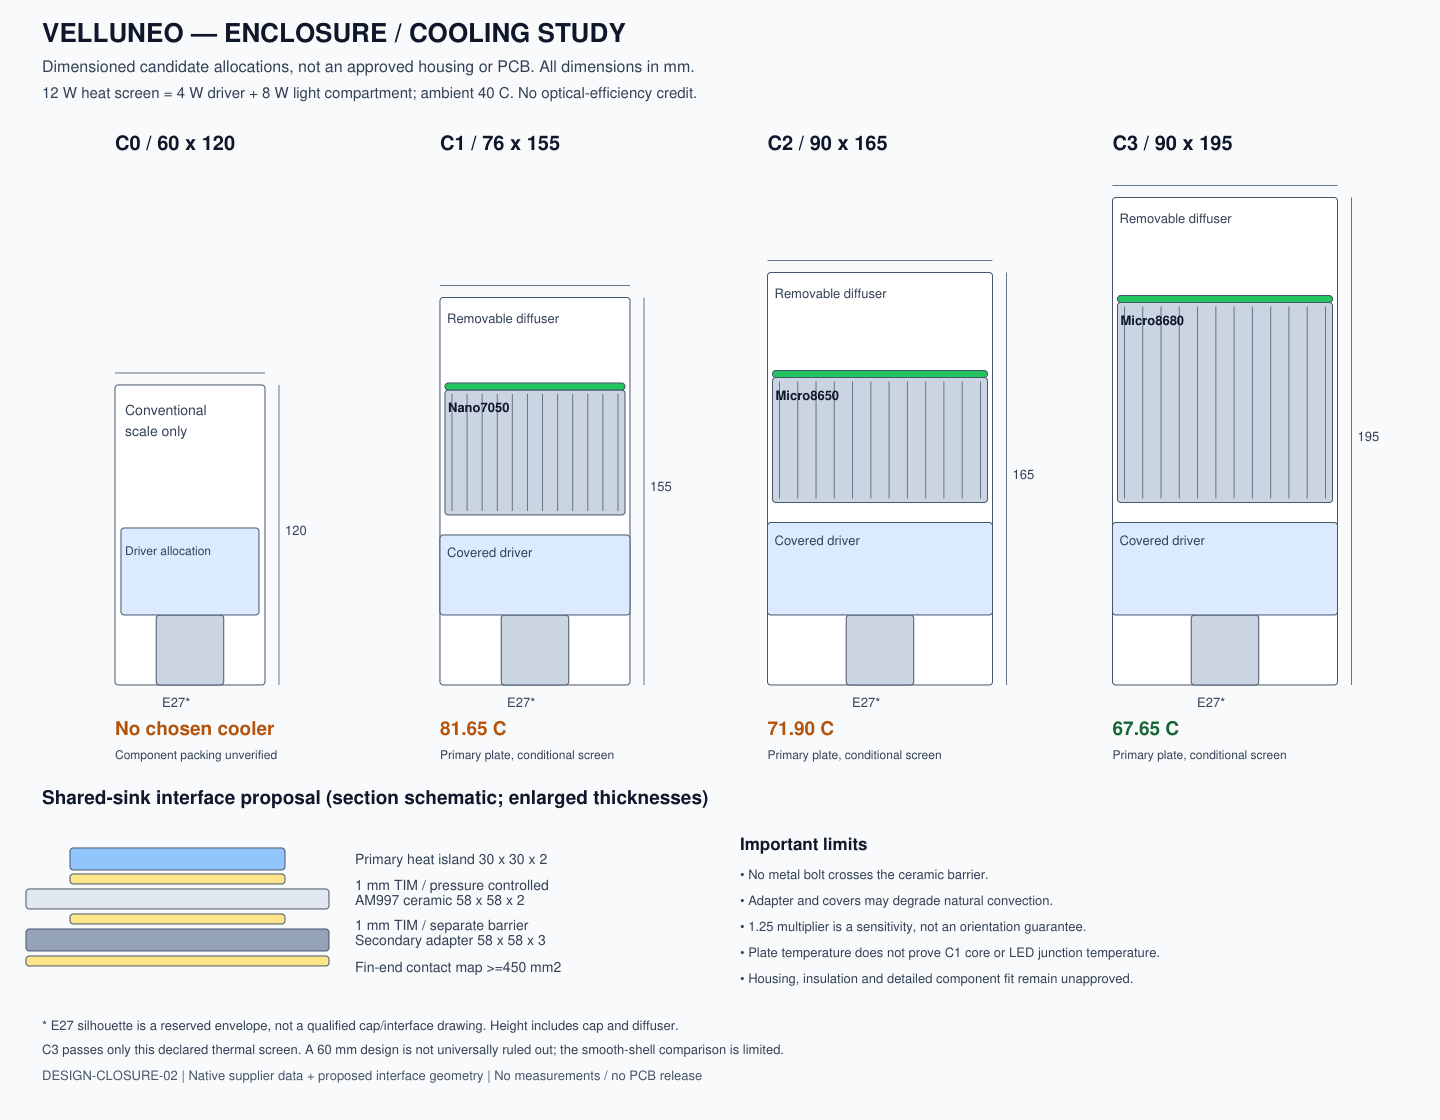 VELLUNEO — ENCLOSURE / COOLING STUDY
Dimensioned candidate allocations, not an approved housing or PCB. All dimensions in mm.
12 W heat screen = 4 W driver + 8 W light compartment; ambient 40 C. No optical-efficiency credit.
C0 / 60 x 120
C1 / 76 x 155
C2 / 90 x 165
C3 / 90 x 195
Conventional
scale only
Driver allocation
120
E27*
No chosen cooler
Component packing unverified
Removable diffuser
Nano7050
Covered driver
155
E27*
81.65 C
Primary plate, conditional screen
Removable diffuser
Micro8650
Covered driver
165
E27*
71.90 C
Primary plate, conditional screen
Removable diffuser
Micro8680
Covered driver
195
E27*
67.65 C
Primary plate, conditional screen
Shared-sink interface proposal (section schematic; enlarged thicknesses)
Primary heat island 30 x 30 x 2
1 mm TIM / pressure controlled
AM997 ceramic 58 x 58 x 2
1 mm TIM / separate barrier
Secondary adapter 58 x 58 x 3
Fin-end contact map >=450 mm2
Important limits
• No metal bolt crosses the ceramic barrier.
• Adapter and covers may degrade natural convection.
• 1.25 multiplier is a sensitivity, not an orientation guarantee.
• Plate temperature does not prove C1 core or LED junction temperature.
• Housing, insulation and detailed component fit remain unapproved.
* E27 silhouette is a reserved envelope, not a qualified cap/interface drawing. Height includes cap and diffuser.
C3 passes only this declared thermal screen. A 60 mm design is not universally ruled out; the smooth-shell comparison is limited.
DESIGN-CLOSURE-02 | Native supplier data + proposed interface geometry | No measurements / no PCB release